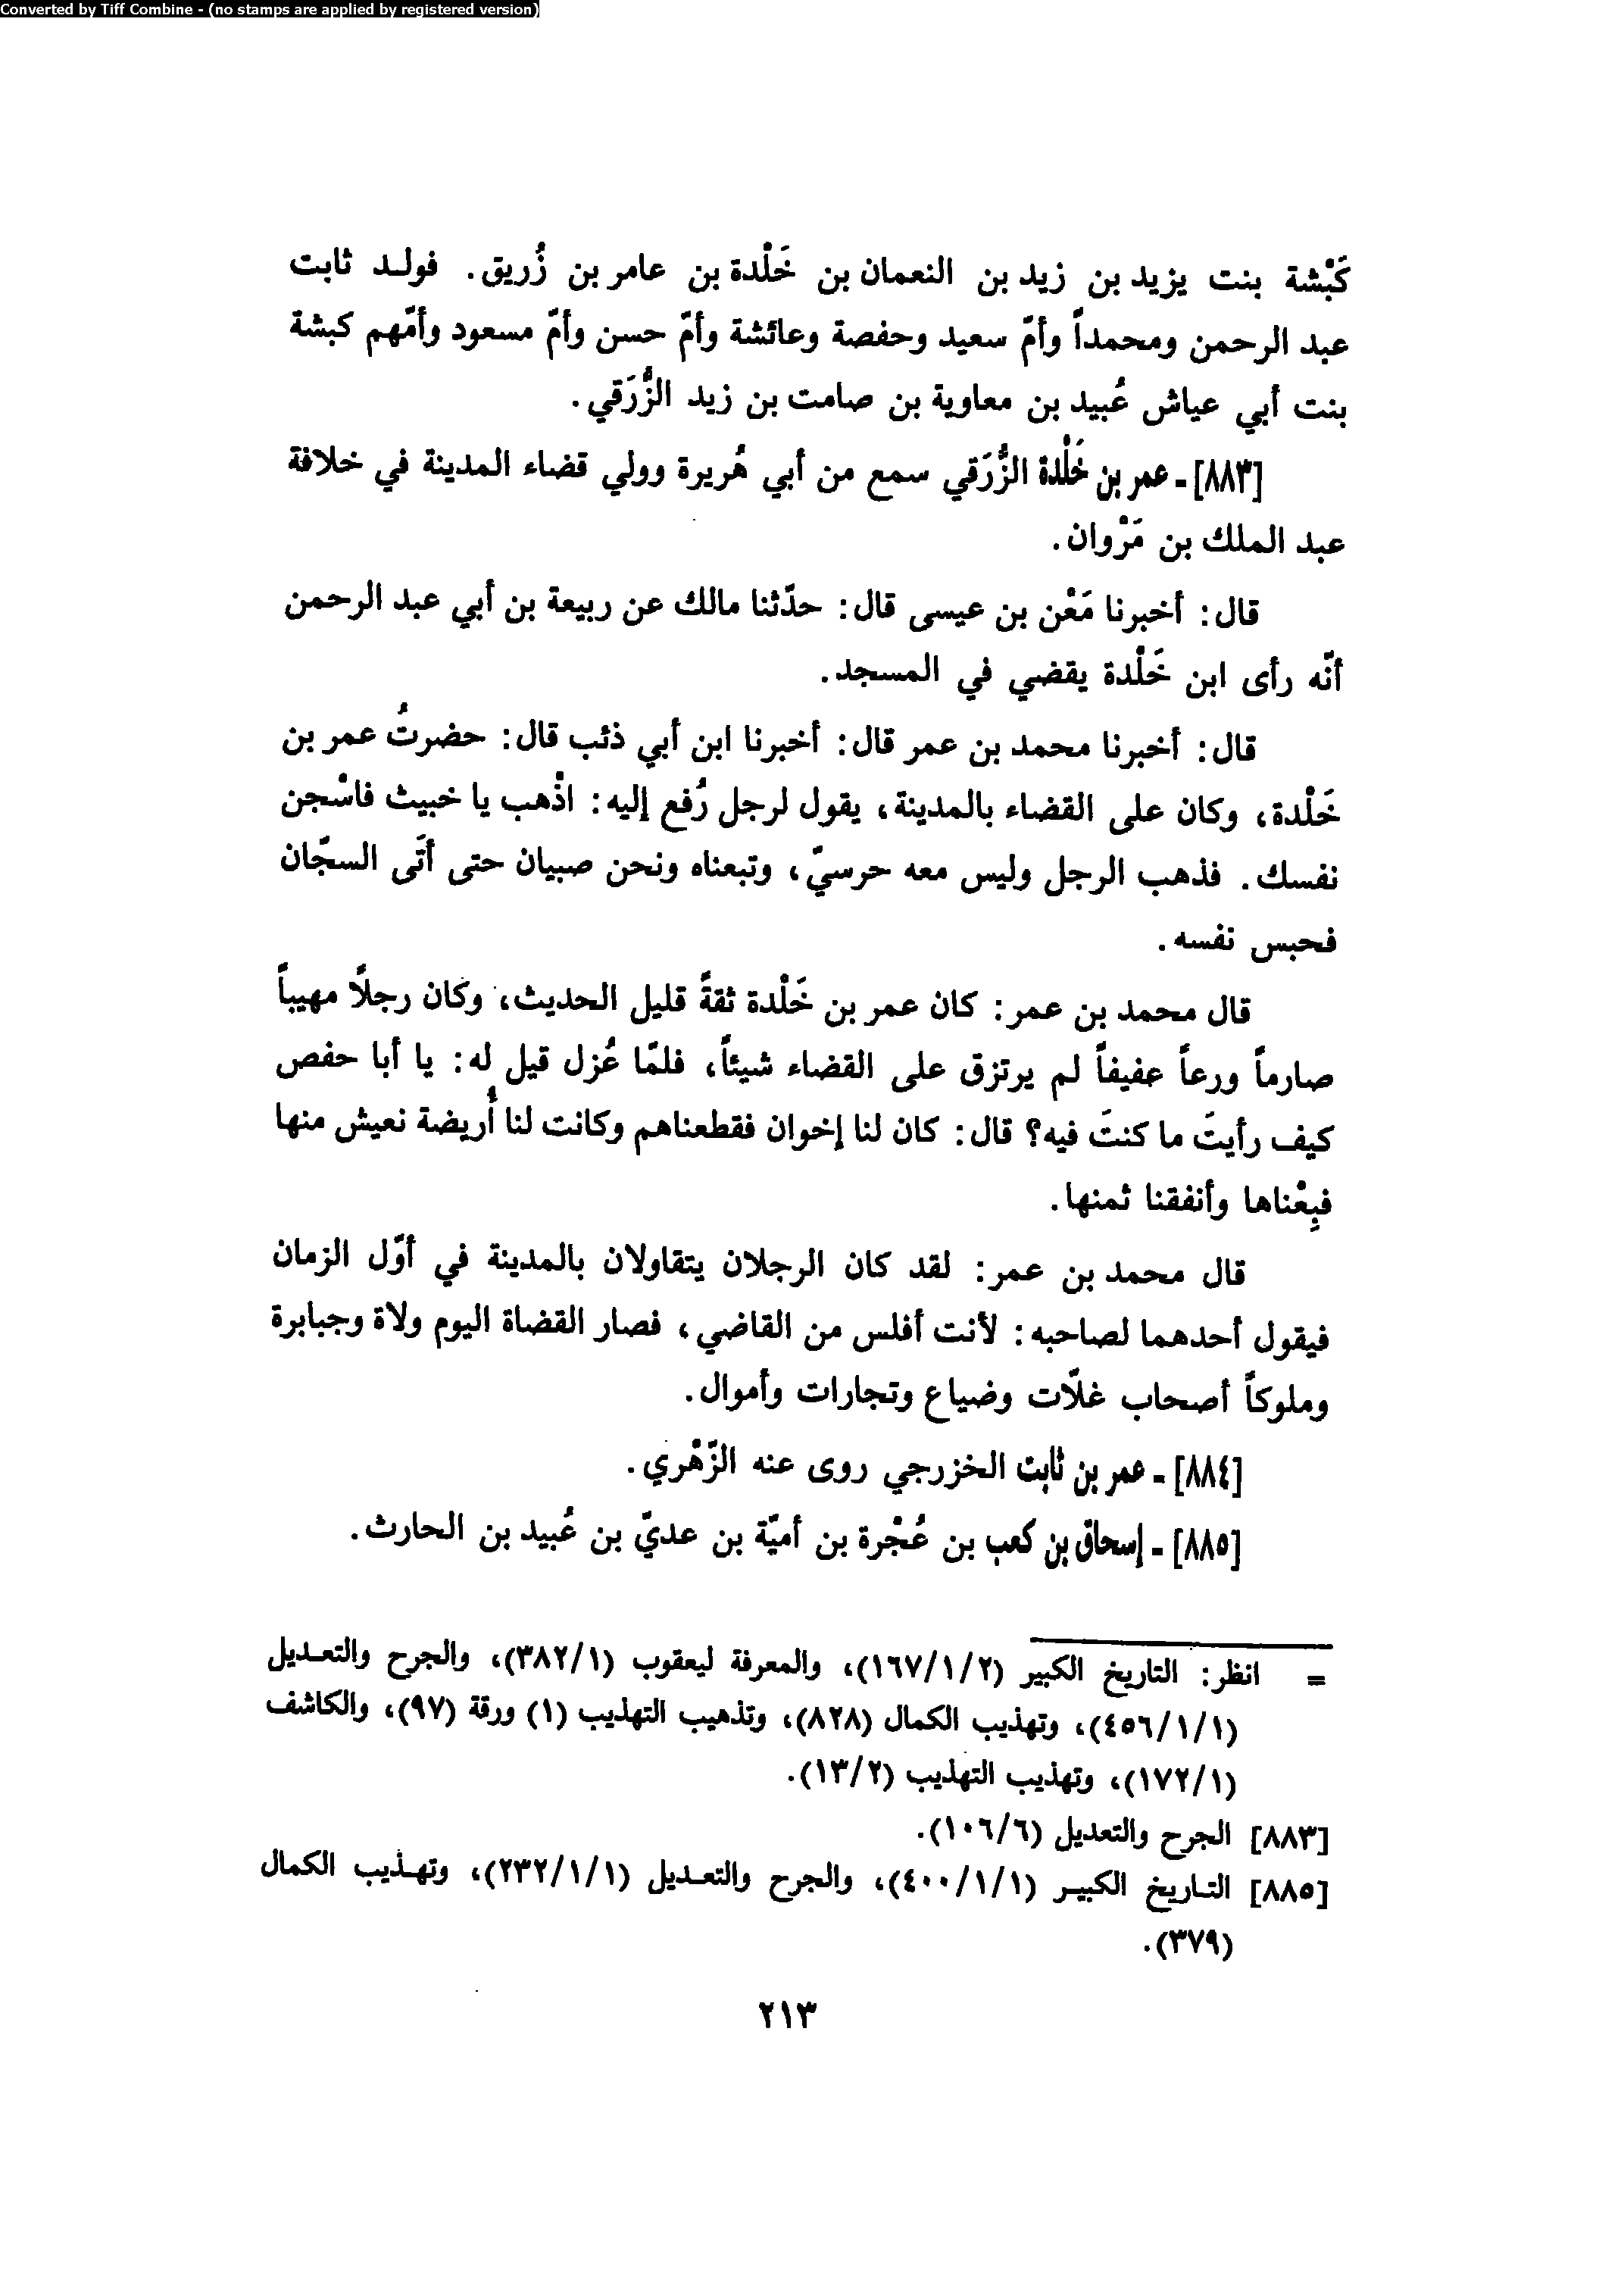 Converted by Tiff Combine - (no stamps are applied by registered version)
كَبْشة بنت يزيد بن زيد بن النعمان بن خَلْدة بن عامر بن زُريق. فولد ثابت
عبد الرحمن ومحمداً وأمّ سعيد وحفصة وعائشة وأمّ حسن وأمّ مسعود وأمّهم كبشة
بنت أبي عياش عُبيد بن معاوية بن صامت بن زيد الزُّرَقي.
[٨٨٣] - عمر بن خَلْدة الزُّرَقي سمع من أبي هُريرة وولي قضاء المدينة في خلافة
عبد الملك بن مَرْوان.
قال: أخبرنا مَعْن بن عيسى قال: حدّثنا مالك عن ربيعة بن أبي عبد الرحمن
أنّه رأى ابن خَلْدة يقضي في المسجد.
قال: أخبرنا محمد بن عمر قال: أخبرنا ابن أبي ذئب قال: حضرتُ عمر بن
خَلْدة، وكان على القضاء بالمدينة، يقول لرجل رُفع إليه: اذْهب يا خبيث فاسْجن
نفسك. فذهب الرجل وليس معه حرسيّ، وتبعناه ونحن صبيان حتى أتَى السجّان
فحبس نفسه.
قال محمد بن عمر: كان عمر بن خَلْدة ثقةً قليل الحديث، وكان رجلاً مهيباً
صارماً ورعاً عفيفاً لم يرتزق على القضاء شيئاً، فلمّا عُزل قيل له: يا أبا حفص
كيف رأيتَ ما كنتَ فيه؟ قال: كان لنا إخوان فقطعناهم وكانت لنا أُريضة نعيش منها
فبِعْناها وأنفقنا ثمنها.
قال محمد بن عمر: لقد كان الرجلان يتقاولان بالمدينة في أوّل الزمان
فيقول أحدهما لصاحبه: لأنت أفلس من القاضي، فصار القضاة اليوم ولاة وجبابرة
وملوكاً أصحاب غلاّت وضياع وتجارات وأموال.
[٨٨٤] - عمر بن ثابت الخزرجي روى عنه الزّهْري.
[٨٨٥] - إسحاق بن كعب بن عُجْرة بن أميّة بن عديّ بن عُبيد بن الحارث.
= انظر: التاريخ الكبير (١٦٧/١/٢)، والمعرفة ليعقوب (٣٨٢/١)، والجرح والتعديل
(٤٥٦/١/١)، وتهذيب الكمال (٨٢٨)، وتذهيب التهذيب (١) ورقة (٩٧)، والكاشف
(١٧٢/١)، وتهذيب التهذيب (١٣/٢).
[٨٨٣] الجرح والتعديل (١٠٦/٦).
[٨٨٥] التاريخ الكبير (٤٠٠/١/١)، والجرح والتعديل (٢٣٢/١/١)، وتهذيب الكمال
(٣٧٩).
٢١٣